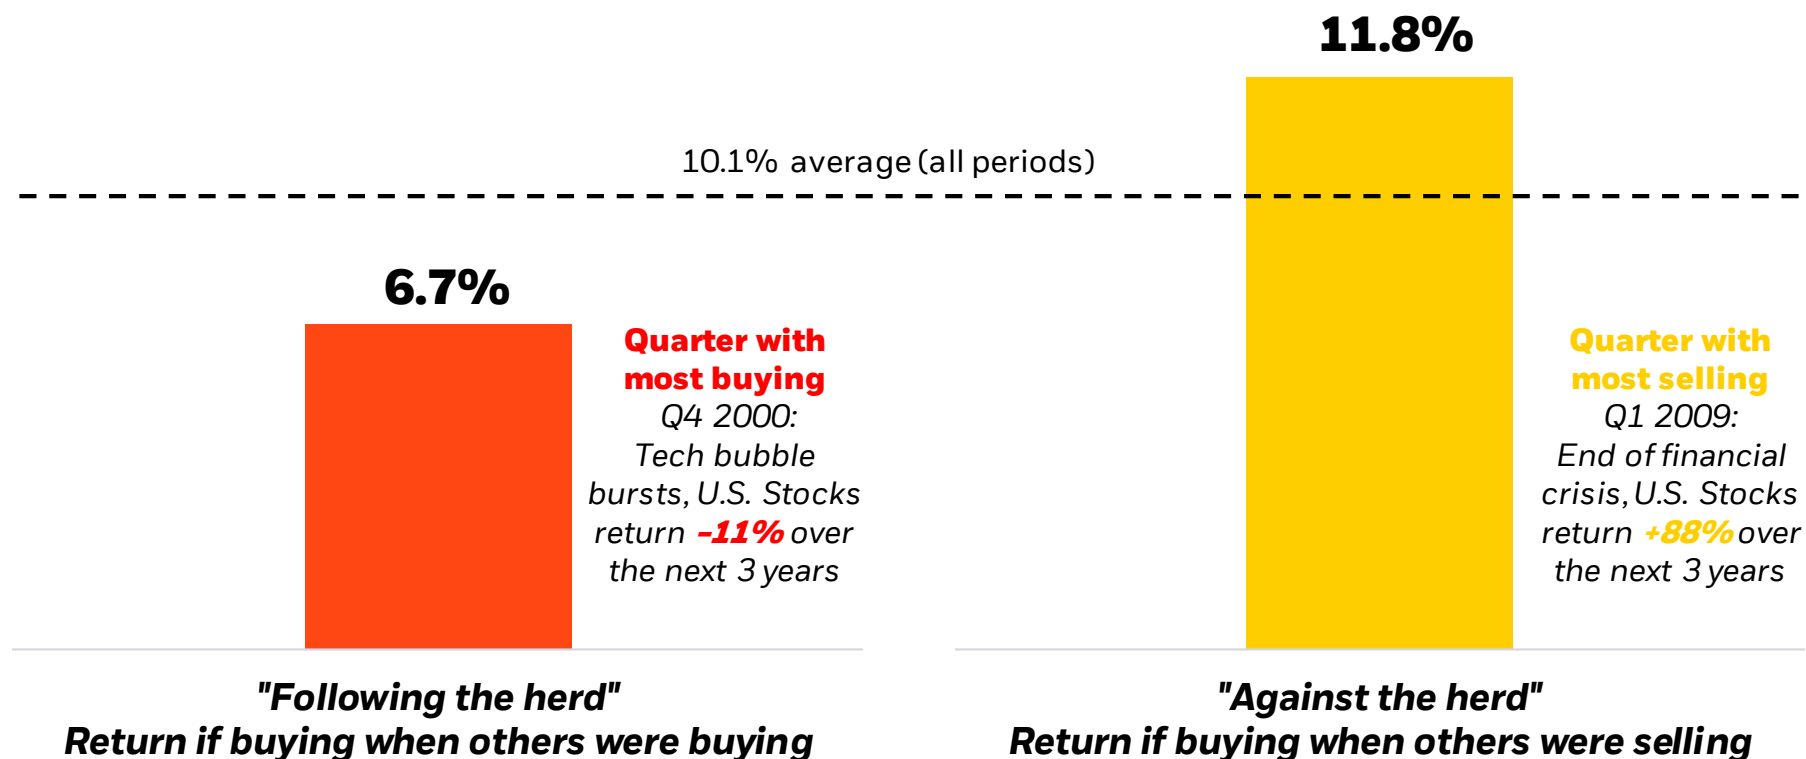 11.8%
10.1% average (all periods)
6.7%
Quarter with
most buying
Q4 2000:
Tech bubble
bursts, U.S. Stocks
return -11% over
the next 3 years
Quarter with
most selling
Q1 2009:
End of financial
crisis, U.S. Stocks
return +88% over
the next 3 years
"Following the herd"
Return if buying when others were buying
"Against the herd"
Return if buying when others were selling